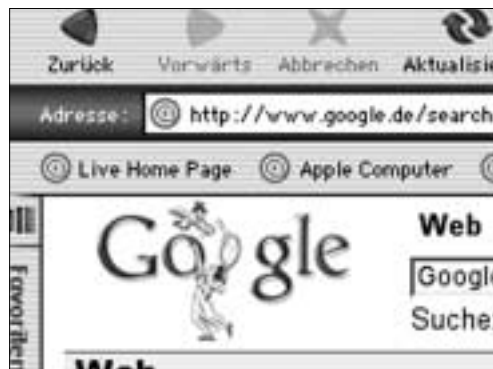 Zurück Vorwärts Abbrechen Aktualisie
Adresse: @ http://www.google.de/search
@ Live Home Page @ Apple Computer @
Google Web
Google
Suche
Favoriten
Web